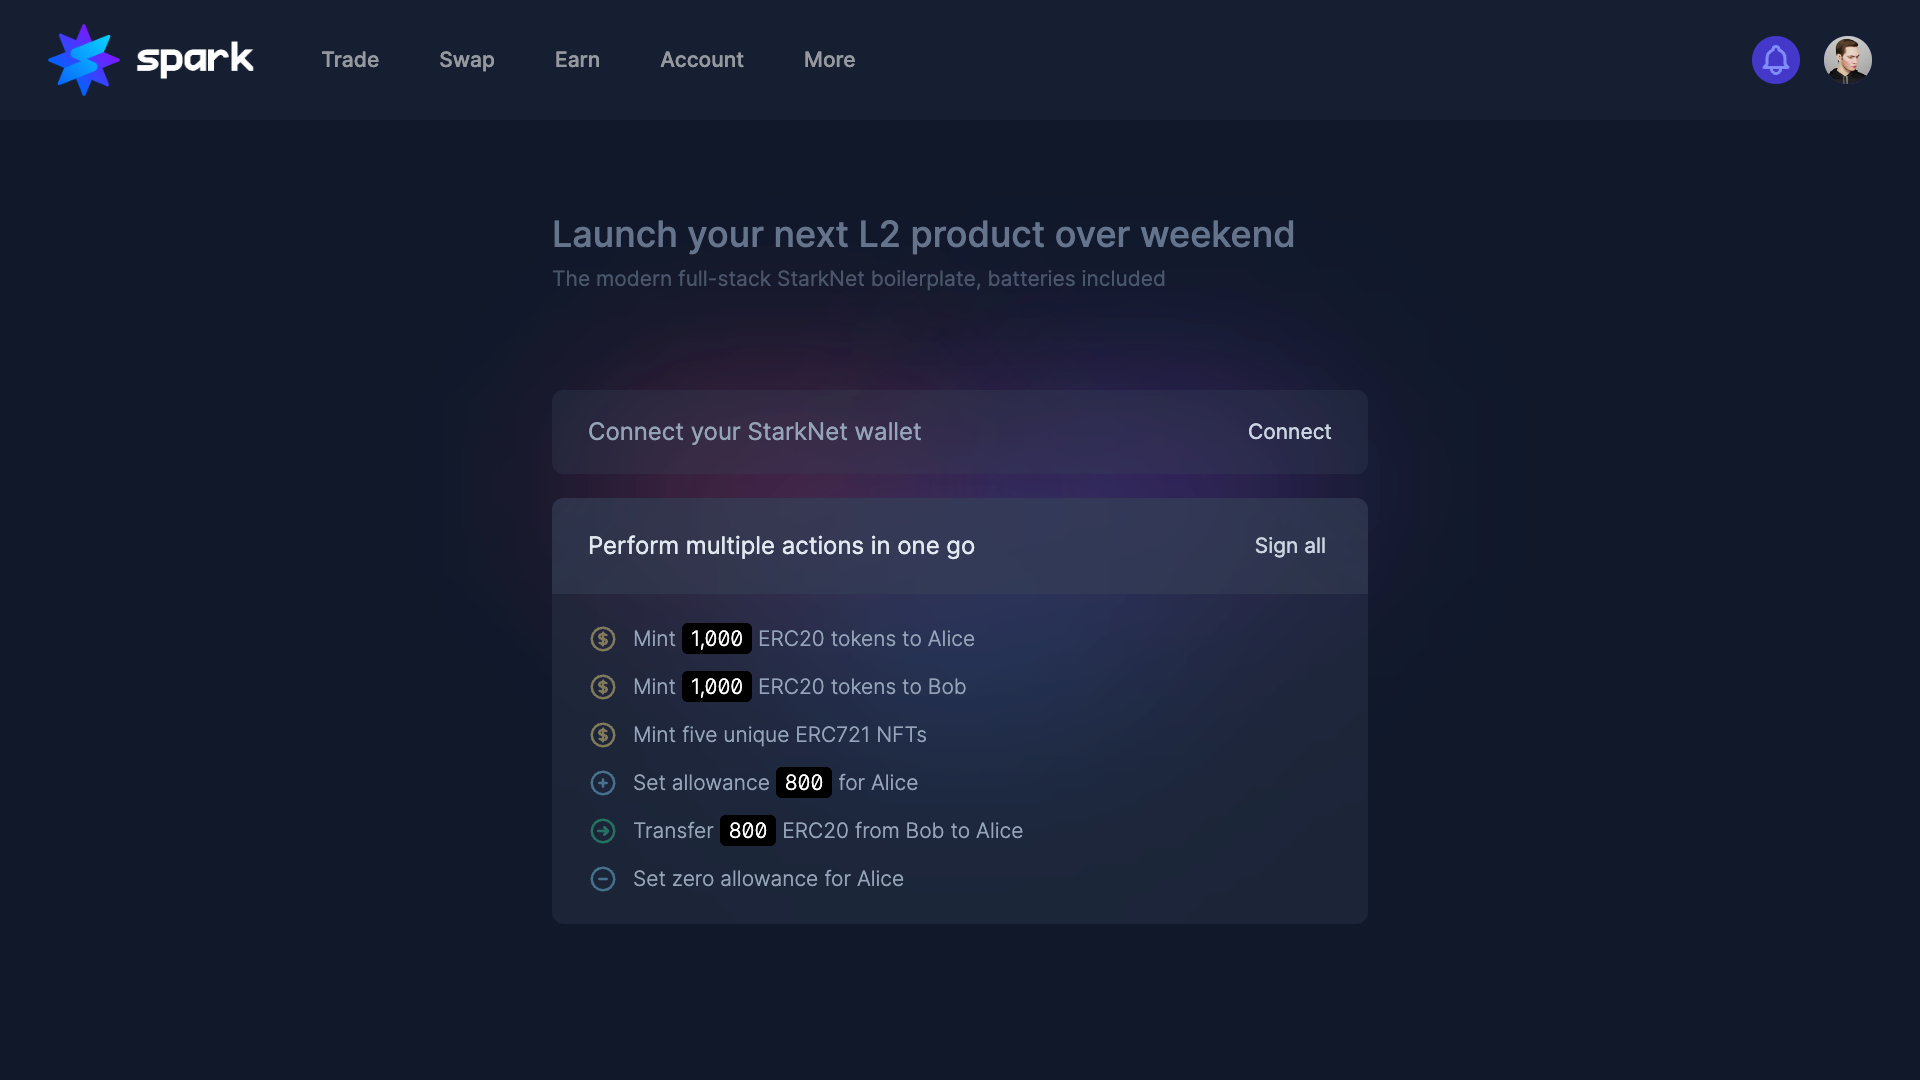 spark
Trade
Swap
Earn
Account
More
Launch your next L2 product over weekend
The modern full-stack StarkNet boilerplate, batteries included
Connect your StarkNet wallet
Connect
Perform multiple actions in one go
Sign all
Mint 1,000 ERC20 tokens to Alice
Mint 1,000 ERC20 tokens to Bob
Mint five unique ERC721 NFTs
Set allowance 800 for Alice
Transfer 800 ERC20 from Bob to Alice
Set zero allowance for Alice